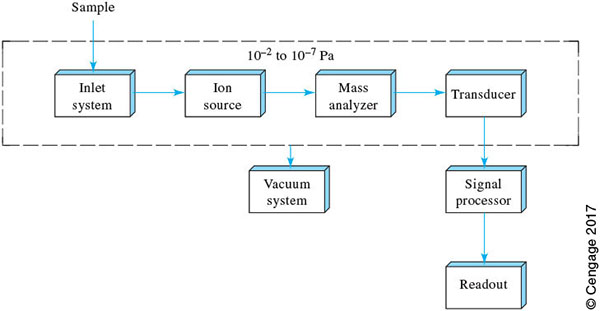 Sample
10⁻² to 10⁻⁷ Pa
Inlet
system
Ion
source
Mass
analyzer
Transducer
Vacuum
system
Signal
processor
Readout
© Cengage 2017